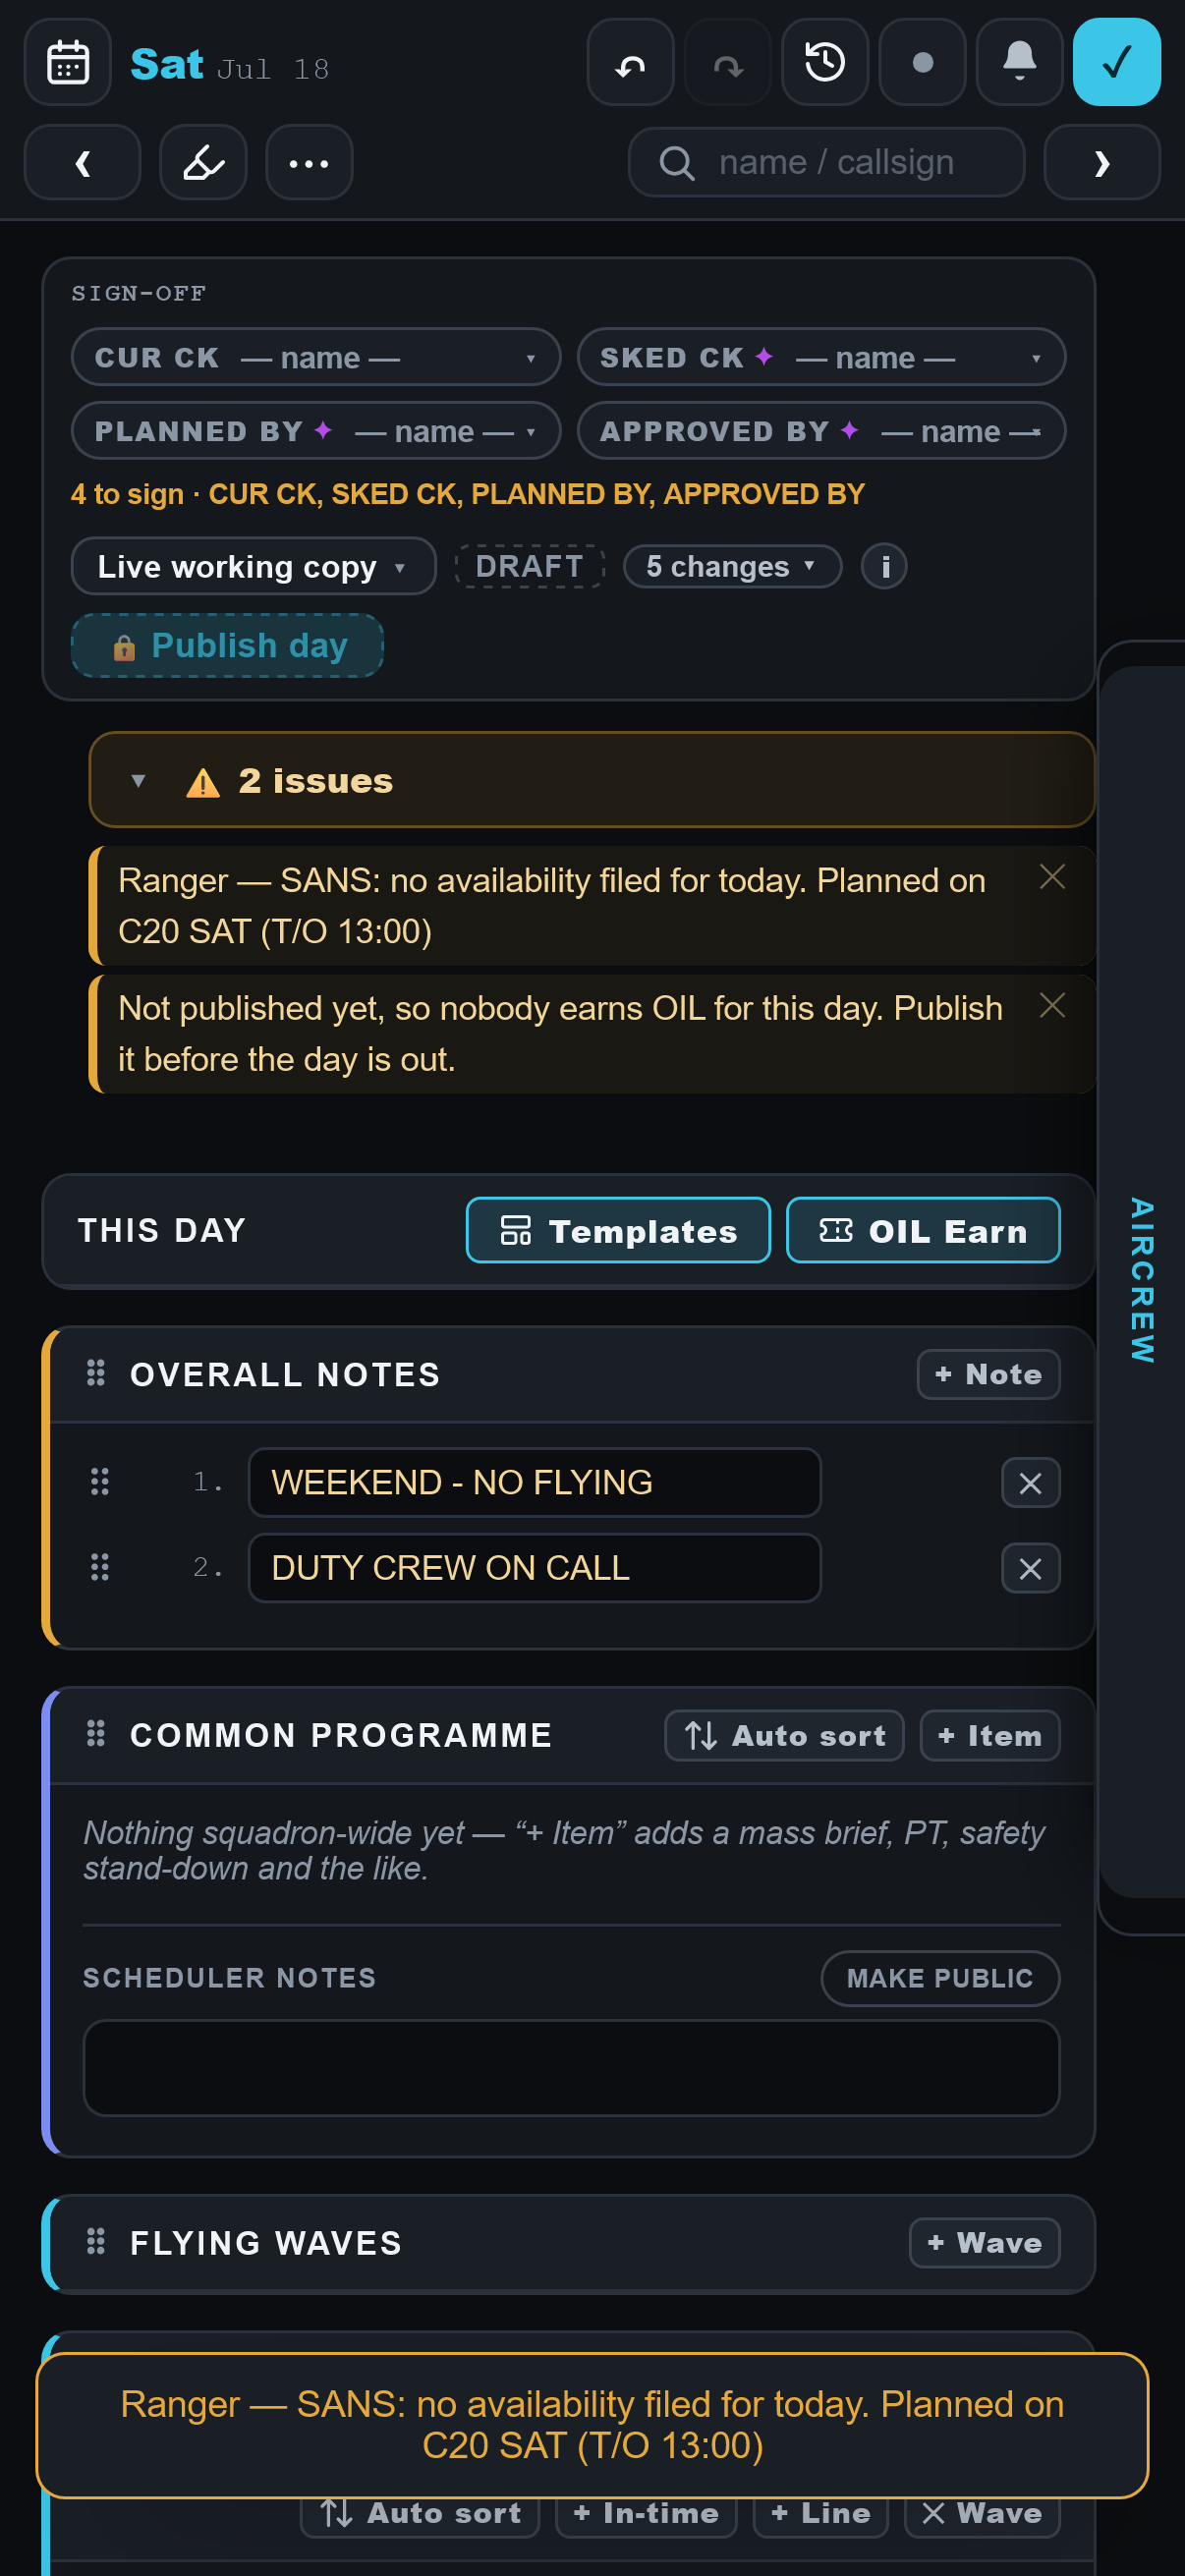 Sat Jul 18
name / callsign
SIGN-OFF
CUR CK — name —
SKED CK ✦ — name —
PLANNED BY ✦ — name —
APPROVED BY ✦ — name —
4 to sign · CUR CK, SKED CK, PLANNED BY, APPROVED BY
Live working copy DRAFT 5 changes i
Publish day
2 issues
Ranger — SANS: no availability filed for today. Planned on
C20 SAT (T/O 13:00)
Not published yet, so nobody earns OIL for this day. Publish
it before the day is out.
AIRCREW
THIS DAY Templates OIL Earn
OVERALL NOTES + Note
1. WEEKEND - NO FLYING
2. DUTY CREW ON CALL
COMMON PROGRAMME Auto sort + Item
Nothing squadron-wide yet — “+ Item” adds a mass brief, PT, safety
stand-down and the like.
SCHEDULER NOTES MAKE PUBLIC
FLYING WAVES + Wave
Ranger — SANS: no availability filed for today. Planned on
C20 SAT (T/O 13:00)
Auto sort + In-time + Line × Wave